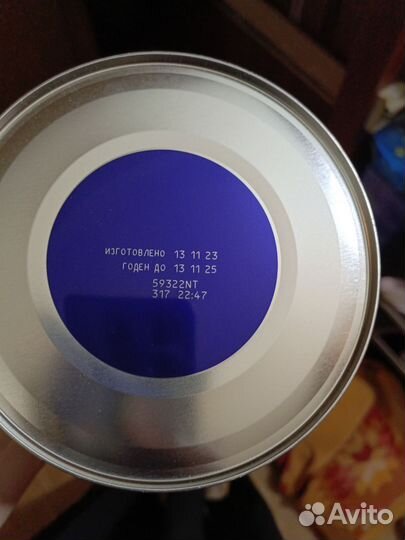 ИЗГОТОВЛЕНО 13 11 23
ГОДЕН ДО 13 11 25
59322NT
317 22:47
Avito